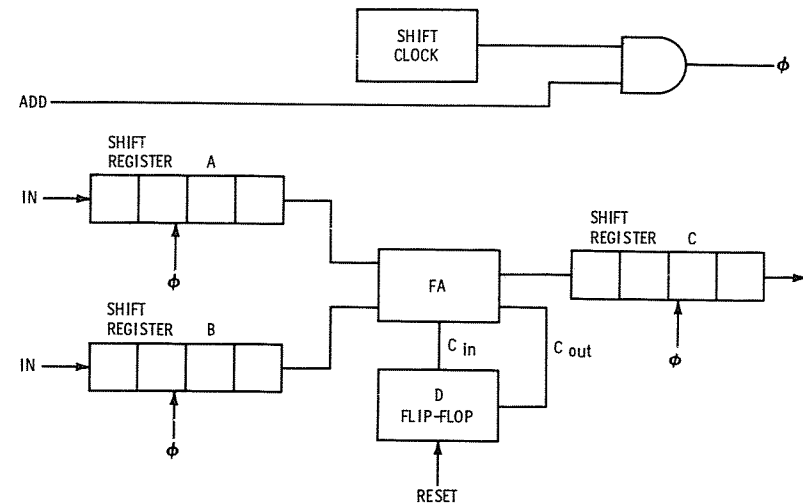 SHIFT
CLOCK
ϕ
ADD
SHIFT
REGISTER A
IN
ϕ
SHIFT
REGISTER C
FA
ϕ
SHIFT
REGISTER B
IN
ϕ
C in
C out
D
FLIP-FLOP
RESET